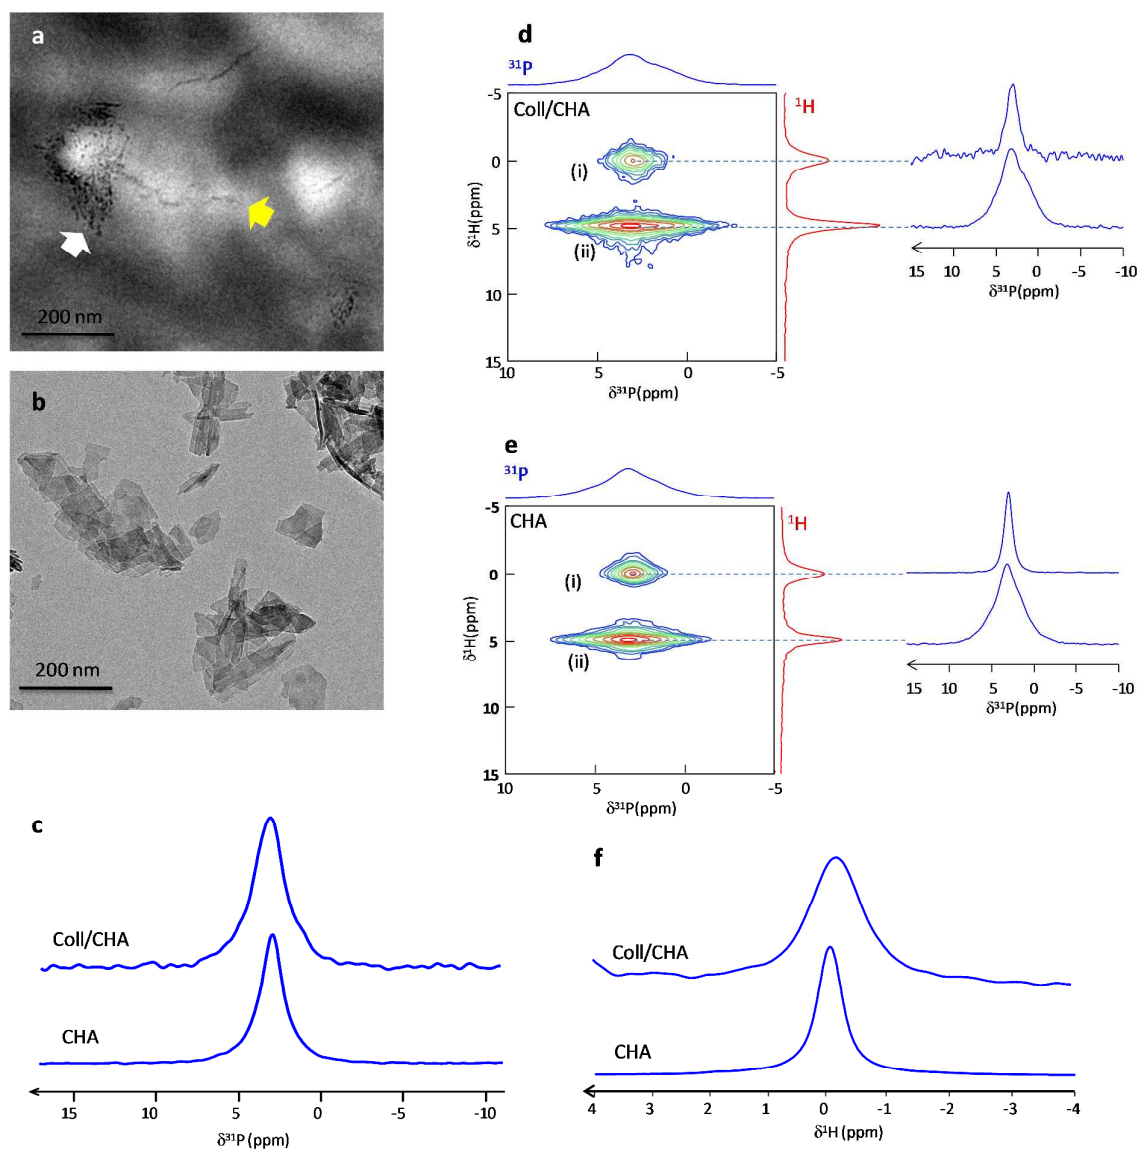 a
200 nm
b
200 nm
c
Coll/CHA
CHA
15 10 5 0 -5 -10
δ³¹P (ppm)
d
³¹P
Coll/CHA
¹H
(i)
(ii)
-5
0
5
10
15
δ¹H(ppm)
10 5 0 -5
δ³¹P(ppm)
15 10 5 0 -5 -10
δ³¹P(ppm)
e
³¹P
CHA
¹H
(i)
(ii)
-5
0
5
10
15
δ¹H(ppm)
10 5 0 -5
δ³¹P(ppm)
15 10 5 0 -5 -10
δ³¹P(ppm)
f
Coll/CHA
CHA
4 3 2 1 0 -1 -2 -3 -4
δ¹H (ppm)